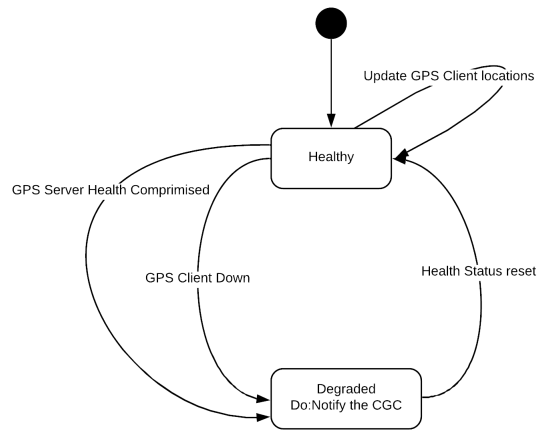 Update GPS Client locations
Healthy
GPS Server Health Comprimised
GPS Client Down
Health Status reset
Degraded
Do:Notify the CGC